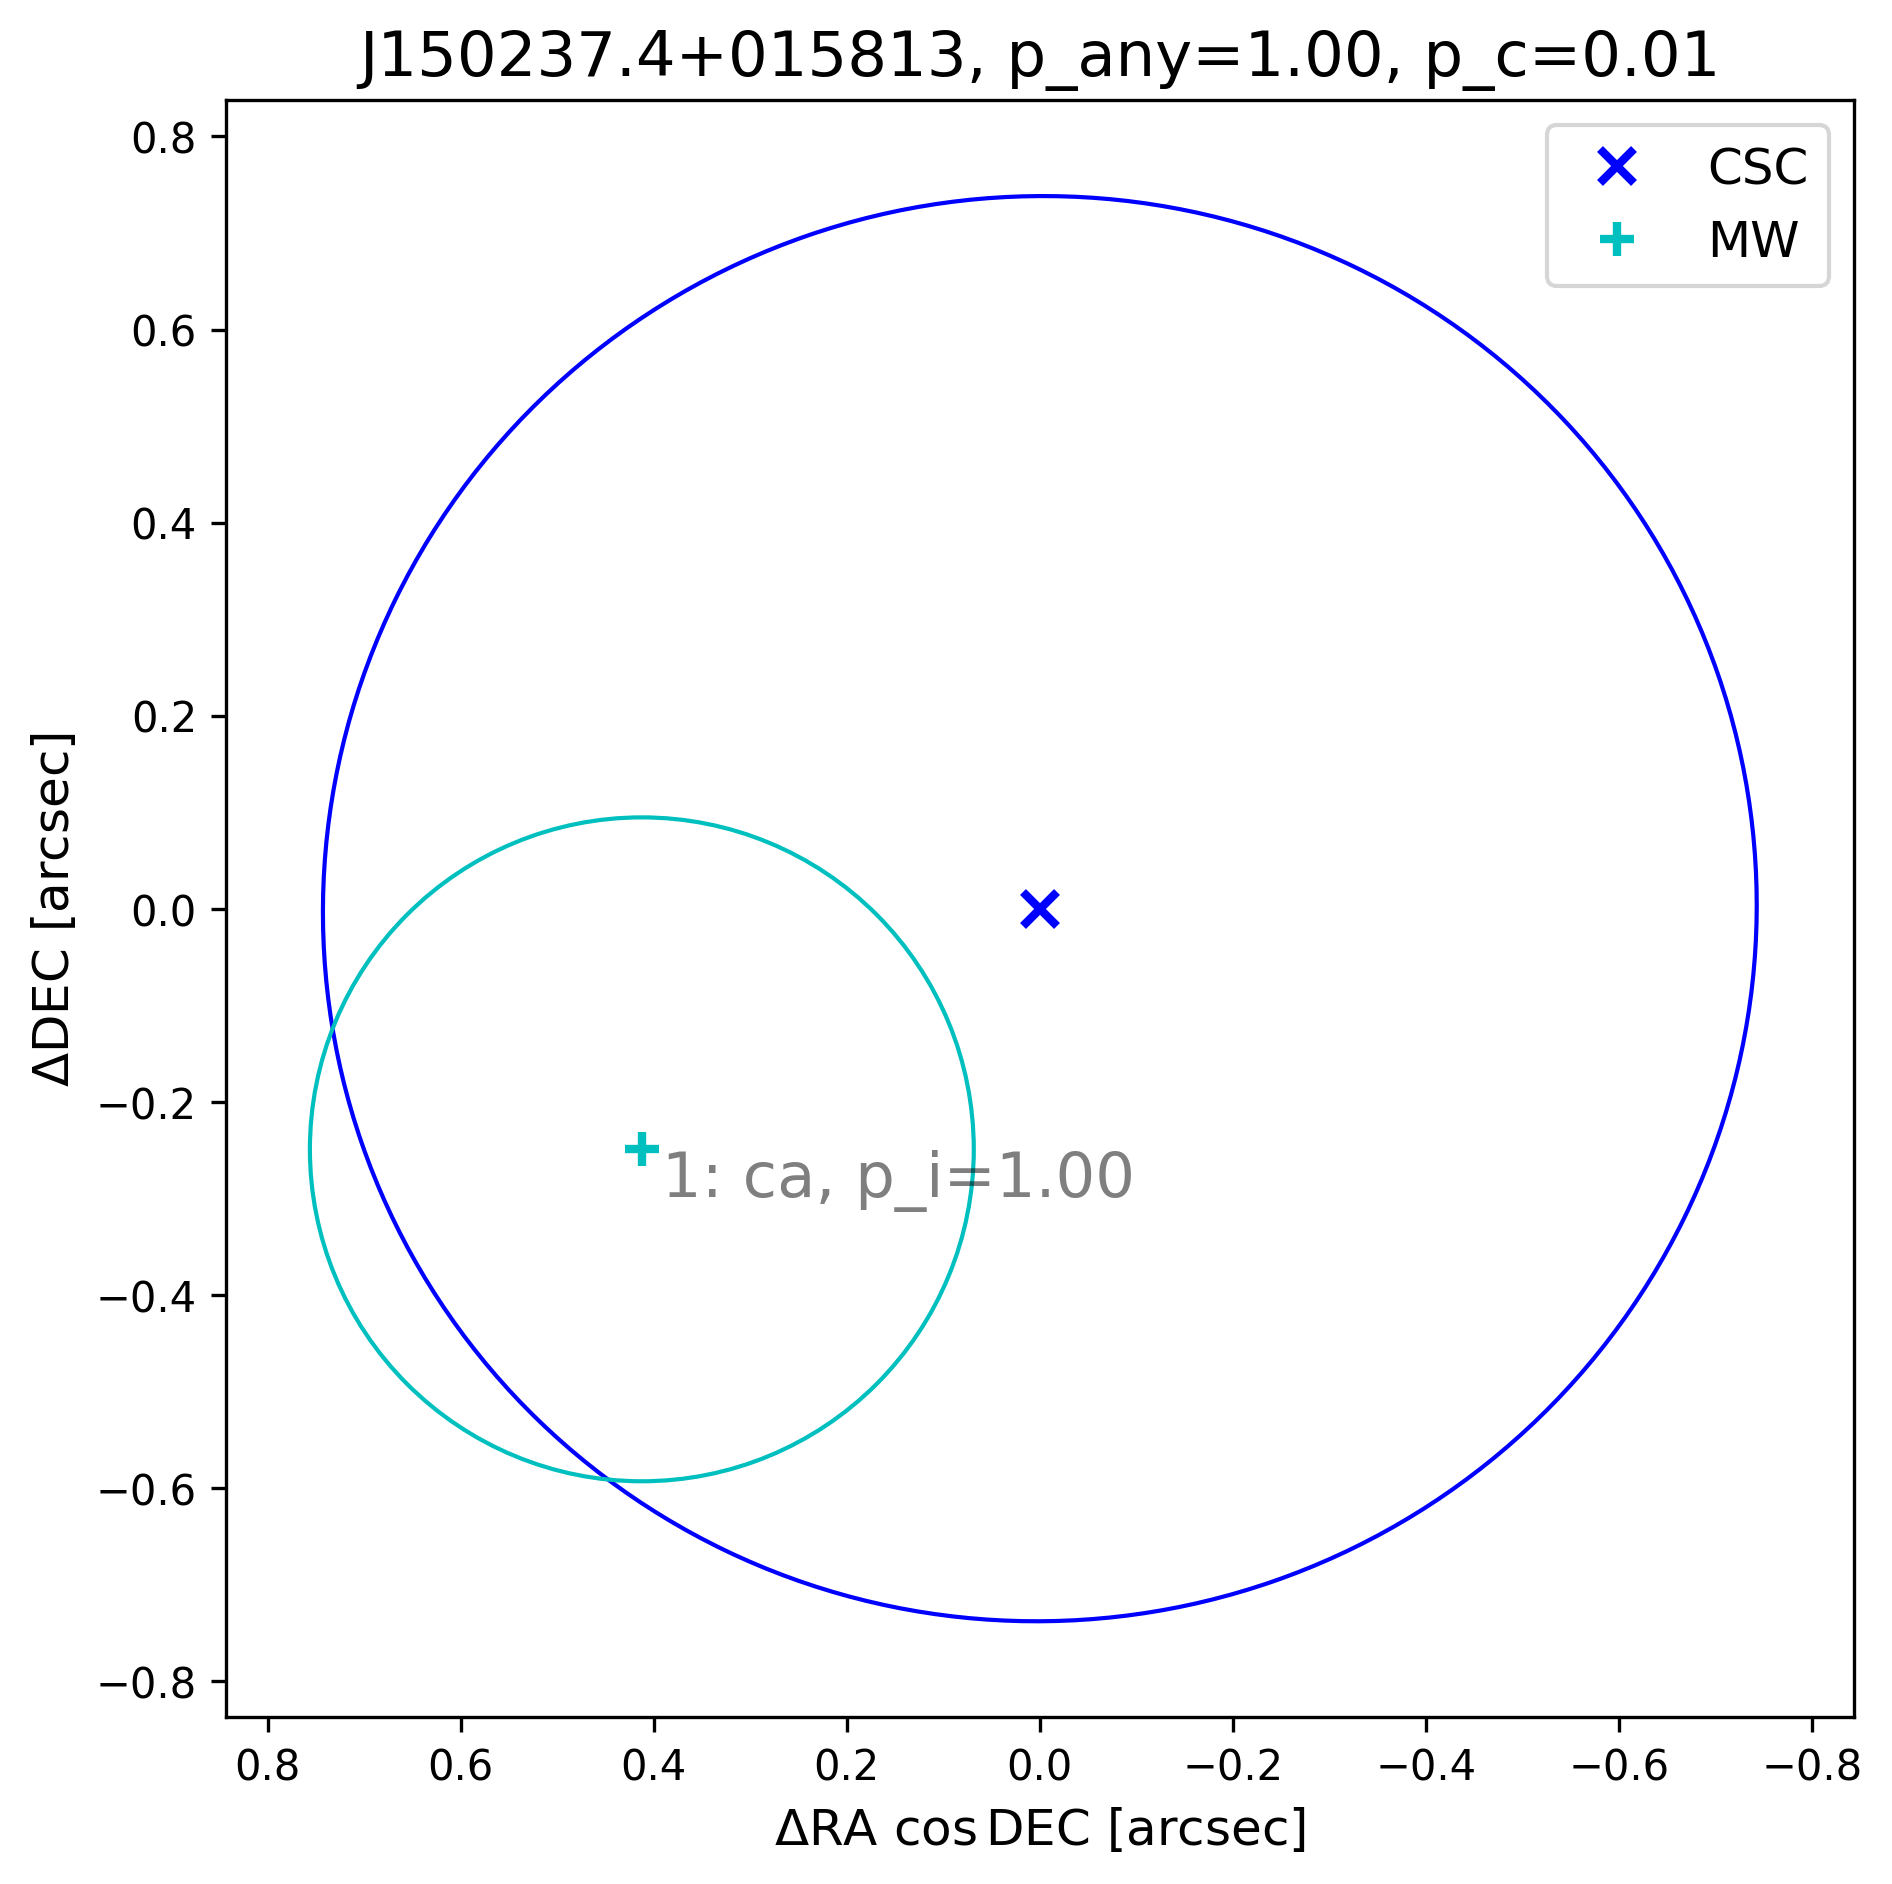 J150237.4+015813, p_any=1.00, p_c=0.01
CSC
MW
0.8
0.6
0.4
0.2
0.0
−0.2
−0.4
−0.6
−0.8
ΔDEC [arcsec]
1: ca, p_i=1.00
0.8 0.6 0.4 0.2 0.0 −0.2 −0.4 −0.6 −0.8
ΔRA cos DEC [arcsec]